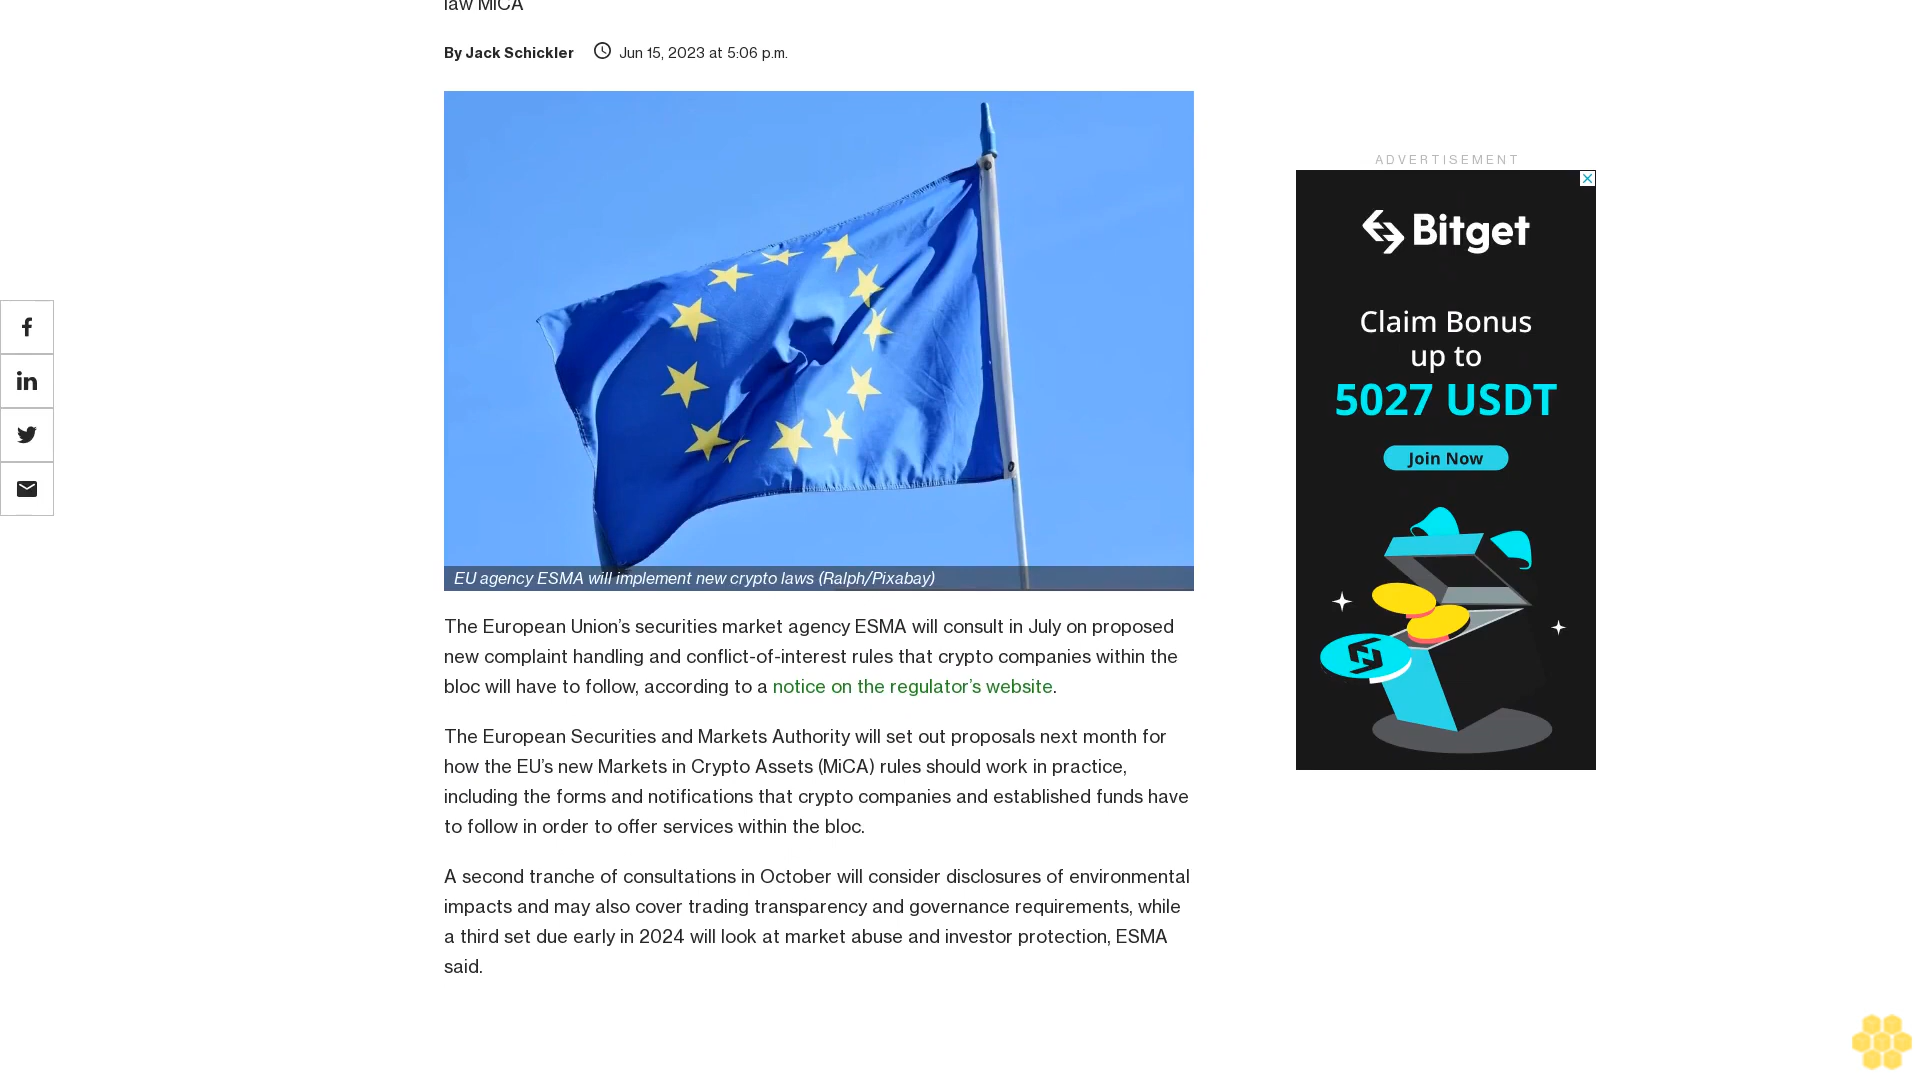 law MiCA
By Jack Schickler Jun 15, 2023 at 5:06 p.m.
EU agency ESMA will implement new crypto laws (Ralph/Pixabay)
The European Union’s securities market agency ESMA will consult in July on proposed
new complaint handling and conflict-of-interest rules that crypto companies within the
bloc will have to follow, according to a notice on the regulator’s website.
The European Securities and Markets Authority will set out proposals next month for
how the EU’s new Markets in Crypto Assets (MiCA) rules should work in practice,
including the forms and notifications that crypto companies and established funds have
to follow in order to offer services within the bloc.
A second tranche of consultations in October will consider disclosures of environmental
impacts and may also cover trading transparency and governance requirements, while
a third set due early in 2024 will look at market abuse and investor protection, ESMA
said.
ADVERTISEMENT
Bitget
Claim Bonus
up to
5027 USDT
Join Now